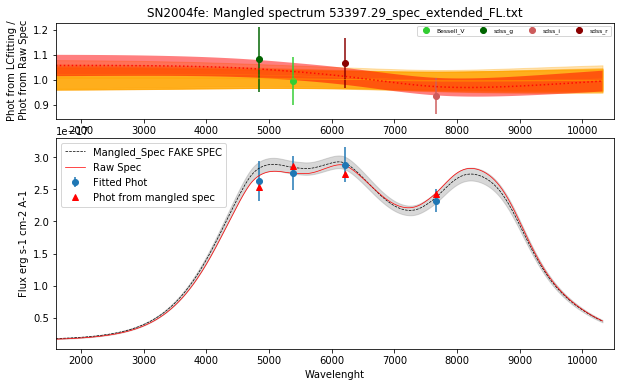 SN2004fe: Mangled spectrum 53397.29_spec_extended_FL.txt
Phot from LCfitting /
Phot from Raw Spec
1.2
1.1
1.0
0.9
Bessell_V
sdss_g
sdss_i
sdss_r
2000 3000 4000 5000 6000 7000 8000 9000 10000
Flux erg s-1 cm-2 A-1
3.0
2.5
2.0
1.5
1.0
0.5
Mangled_Spec FAKE SPEC
Raw Spec
Fitted Phot
Phot from mangled spec
2000 3000 4000 5000 6000 7000 8000 9000 10000
Wavelenght